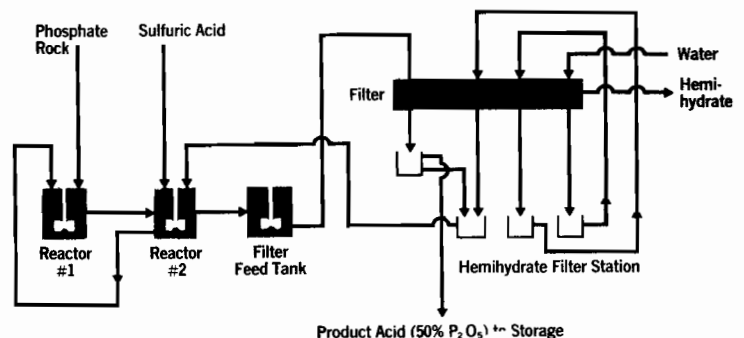 Phosphate
Rock
Sulfuric Acid
Water
Filter
Hemi-
hydrate
Reactor
#1
Reactor
#2
Filter
Feed Tank
Hemihydrate Filter Station
Product Acid (50% P₂O₅) to Storage